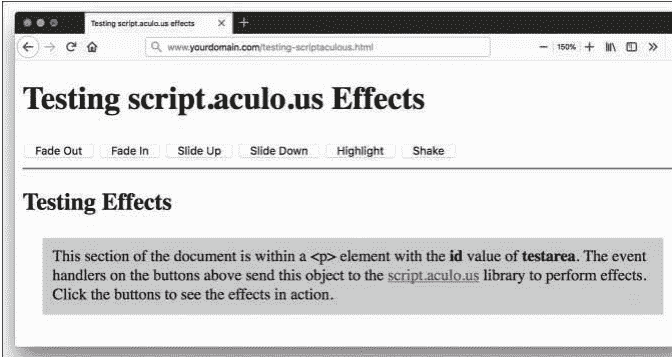 Testing script.aculo.us effects
www.yourdomain.com/testing-scriptaculous.html
150%
Testing script.aculo.us Effects
Fade Out Fade In Slide Up Slide Down Highlight Shake
Testing Effects
This section of the document is within a <p> element with the id value of testarea. The event
handlers on the buttons above send this object to the script.aculo.us library to perform effects.
Click the buttons to see the effects in action.